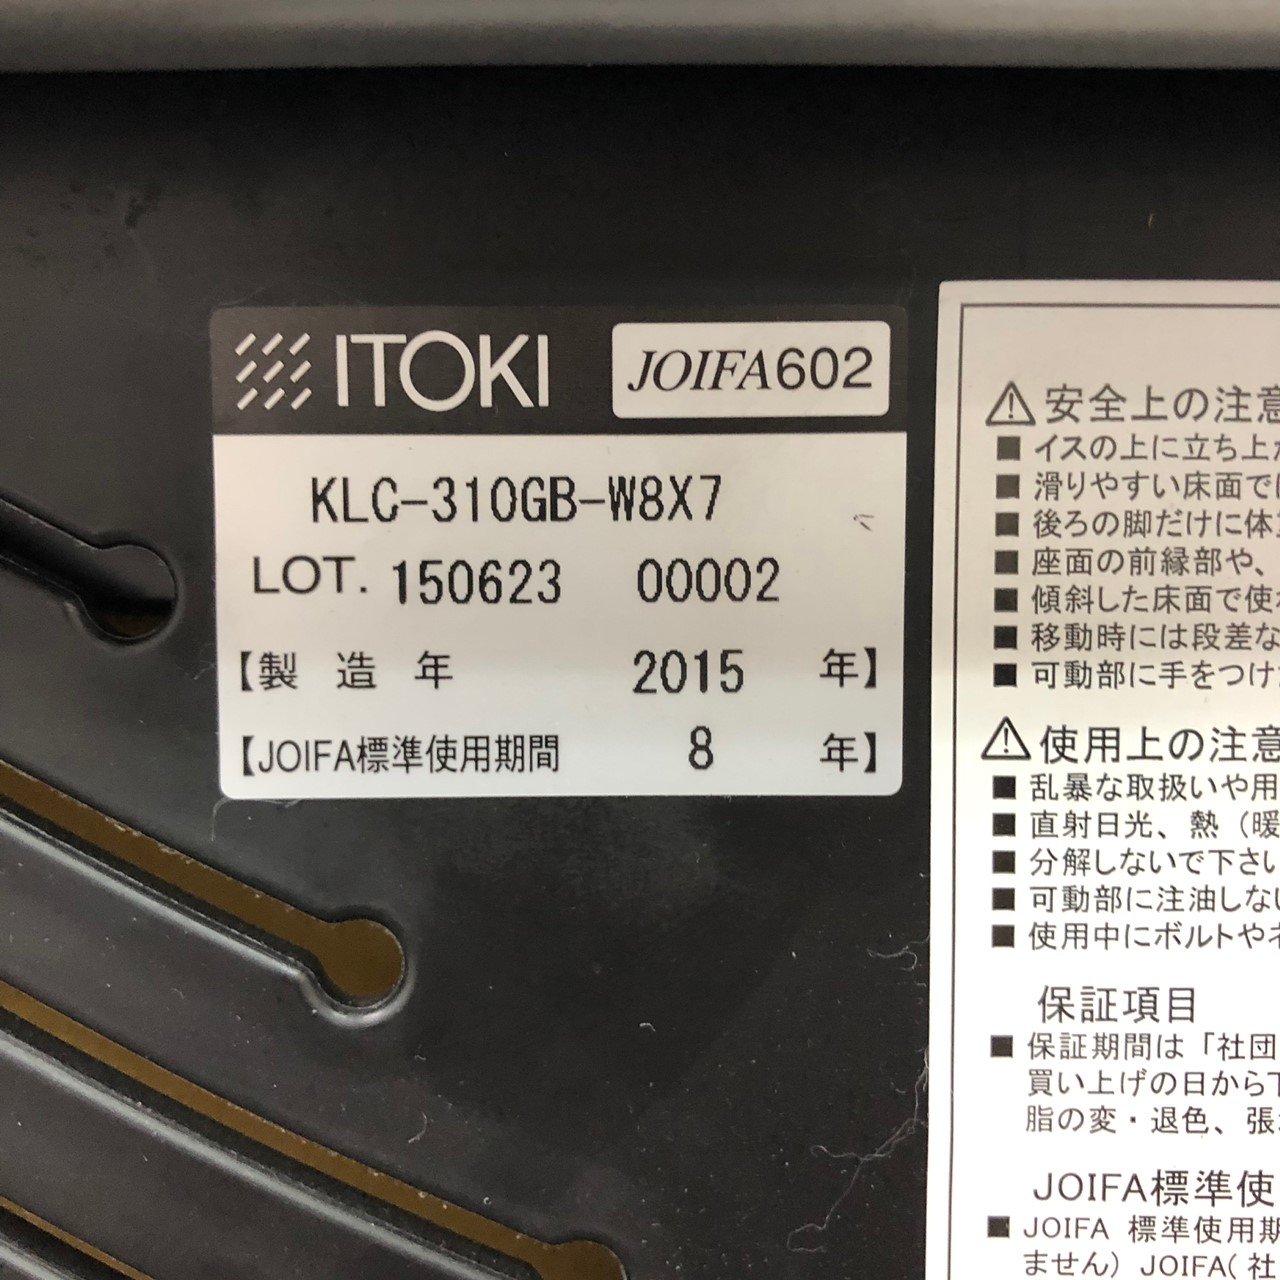 ITOKI JOIFA602
KLC-310GB-W8X7
LOT. 150623 00002
【製 造 年 2015 年】
【JOIFA標準使用期間 8 年】
⚠安全上の注意
■イスの上に立ち上が
■滑りやすい床面では
■後ろの脚だけに体重
■座面の前縁部や、
■傾斜した床面で使わ
■移動時には段差な
■可動部に手をつけ
⚠使用上の注意
■乱暴な取扱いや用
■直射日光、熱（暖
■分解しないで下さい
■可動部に注油しない
■使用中にボルトやネ
保証項目
■保証期間は「社団
買い上げの日から下
脂の変・退色、張
JOIFA標準使
■JOIFA 標準使用期
ません）JOIFA(社